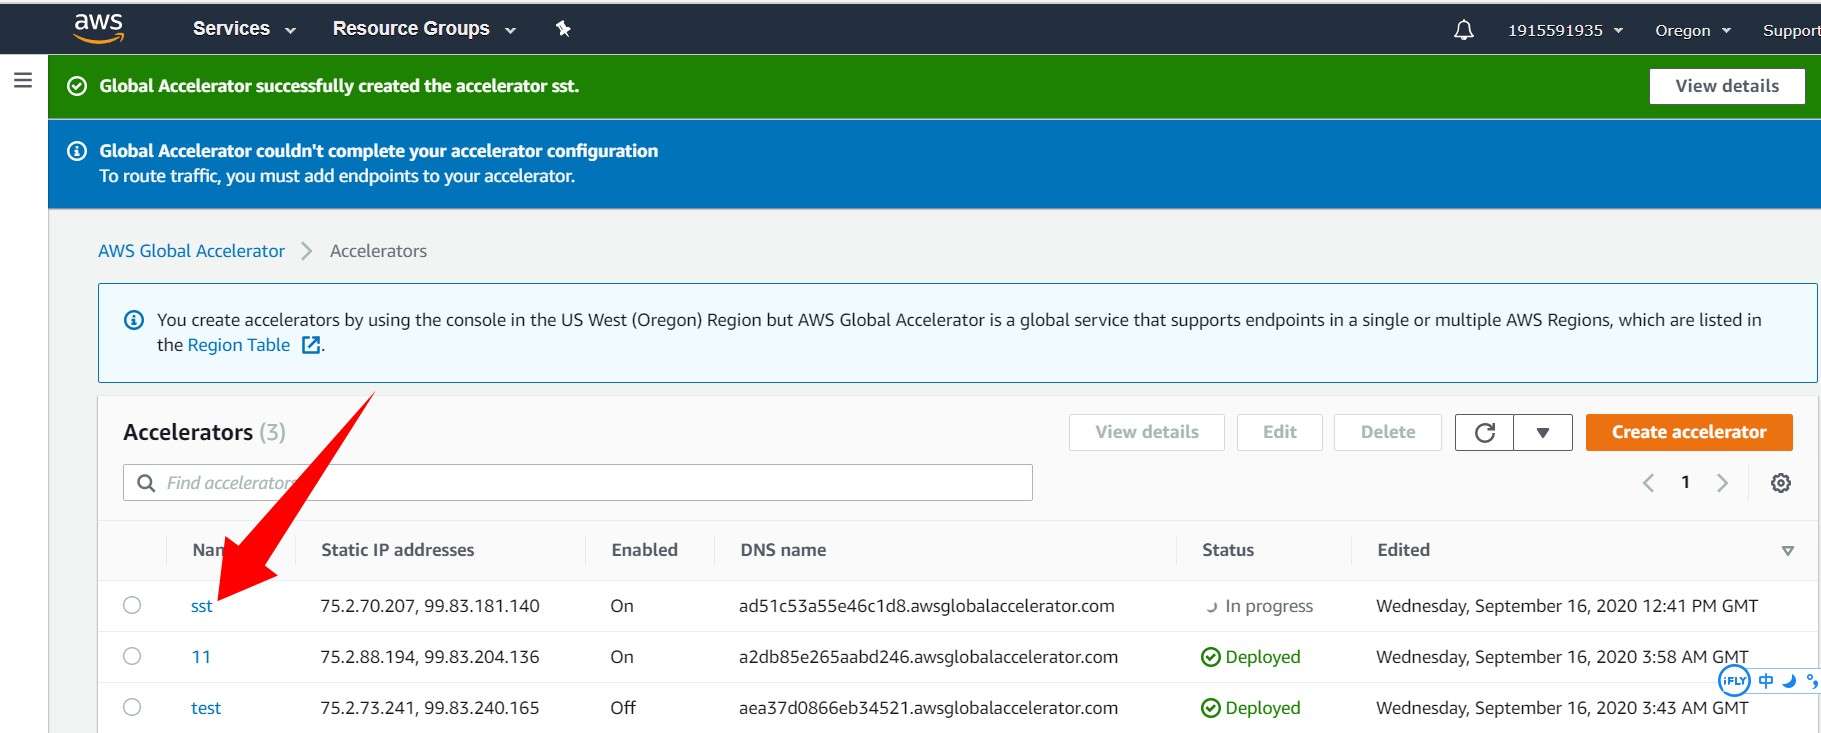 aws Services Resource Groups 1915591935 Oregon Support
Global Accelerator successfully created the accelerator sst. View details
Global Accelerator couldn't complete your accelerator configuration
To route traffic, you must add endpoints to your accelerator.
AWS Global Accelerator Accelerators
You create accelerators by using the console in the US West (Oregon) Region but AWS Global Accelerator is a global service that supports endpoints in a single or multiple AWS Regions, which are listed in
the Region Table .
Accelerators (3) View details Edit Delete Create accelerator
Find accelerators 1
Nam Static IP addresses Enabled DNS name Status Edited
sst 75.2.70.207, 99.83.181.140 On ad51c53a55e46c1d8.awsglobalaccelerator.com In progress Wednesday, September 16, 2020 12:41 PM GMT
11 75.2.88.194, 99.83.204.136 On a2db85e265aabd246.awsglobalaccelerator.com Deployed Wednesday, September 16, 2020 3:58 AM GMT
iFLY 中
test 75.2.73.241, 99.83.240.165 Off aea37d0866eb34521.awsglobalaccelerator.com Deployed Wednesday, September 16, 2020 3:43 AM GMT